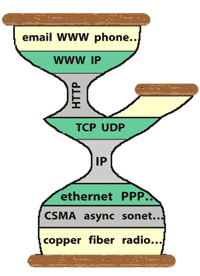 email WWW phone...
WWW IP
HTTP
TCP UDP
IP
ethernet PPP...
CSMA async sonet...
copper fiber radio...